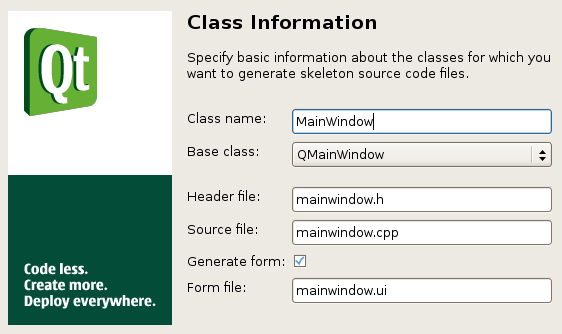 Qt
Class Information
Specify basic information about the classes for which you
want to generate skeleton source code files.
Class name: MainWindow
Base class: QMainWindow
Header file: mainwindow.h
Source file: mainwindow.cpp
Generate form:
Form file: mainwindow.ui
Code less.
Create more.
Deploy everywhere.